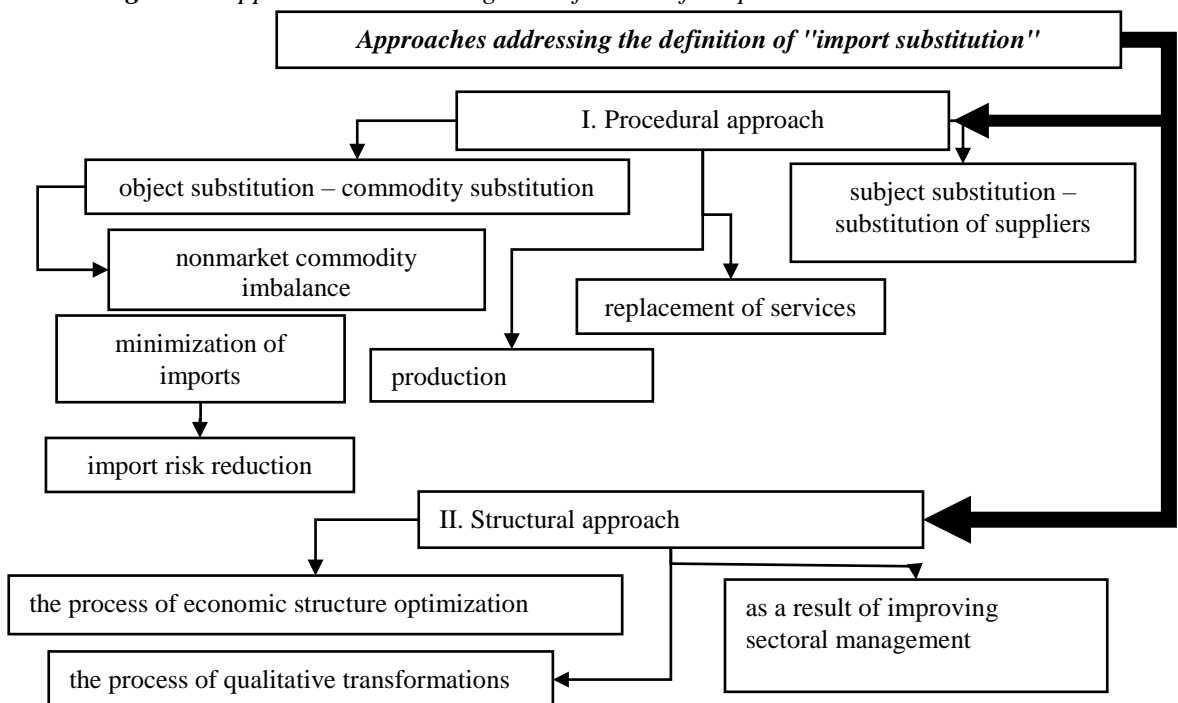 Approaches addressing the definition of "import substitution"
I. Procedural approach
object substitution – commodity substitution
subject substitution –
substitution of suppliers
nonmarket commodity
imbalance
replacement of services
minimization of
imports
production
import risk reduction
II. Structural approach
the process of economic structure optimization
as a result of improving
sectoral management
the process of qualitative transformations